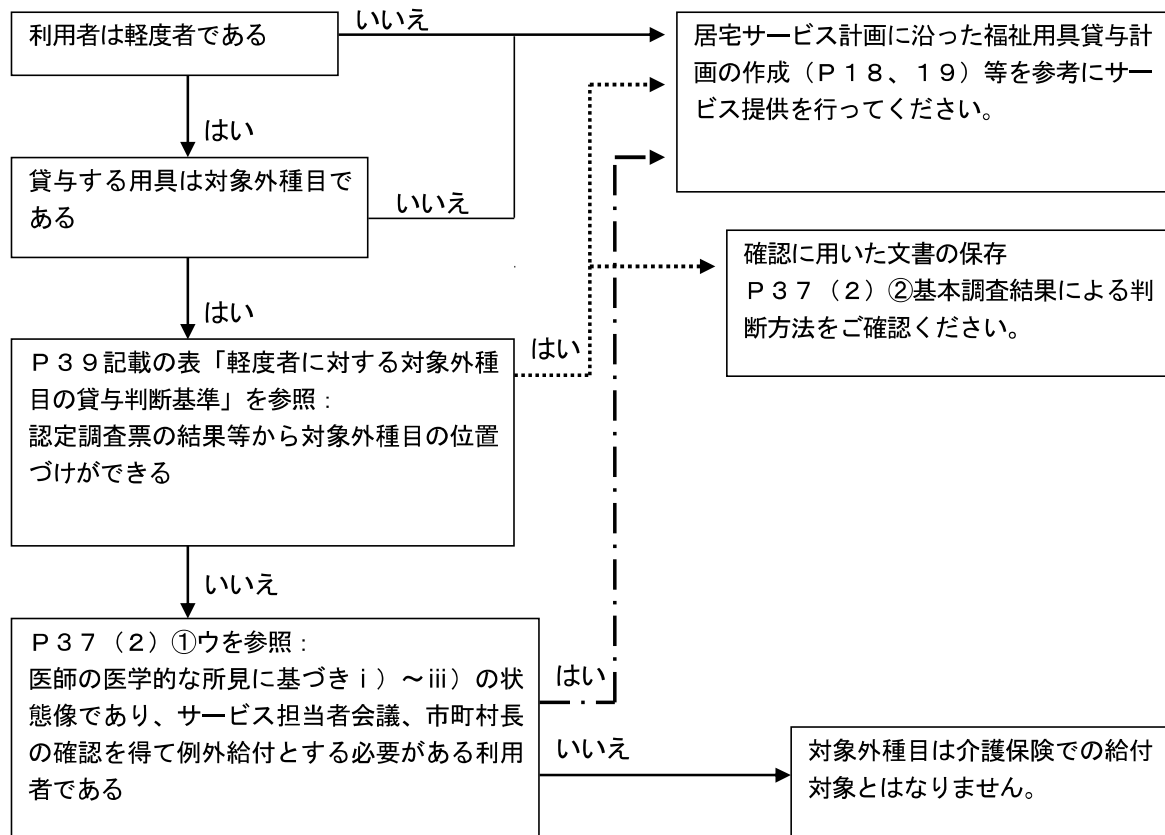 利用者は軽度者である
いいえ
居宅サービス計画に沿った福祉用具貸与計
画の作成（Ｐ１８、１９）等を参考にサー
ビス提供を行ってください。
はい
貸与する用具は対象外種目で
ある
いいえ
確認に用いた文書の保存
Ｐ３７（２）②基本調査結果による判
断方法をご確認ください。
はい
Ｐ３９記載の表「軽度者に対する対象外種
目の貸与判断基準」を参照：
認定調査票の結果等から対象外種目の位置
づけができる
はい
いいえ
Ｐ３７（２）①ウを参照：
医師の医学的な所見に基づきⅰ）～ⅲ）の状
態像であり、サービス担当者会議、市町村長
の確認を得て例外給付とする必要がある利用
者である
はい
いいえ
対象外種目は介護保険での給付
対象とはなりません。